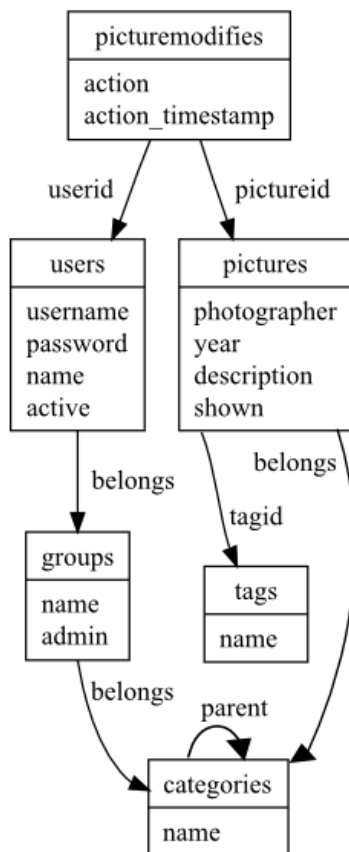 picturemodifies
action
action_timestamp
userid
pictureid
users
username
password
name
active
pictures
photographer
year
description
shown
belongs
belongs
tagid
groups
name
admin
tags
name
belongs
parent
categories
name